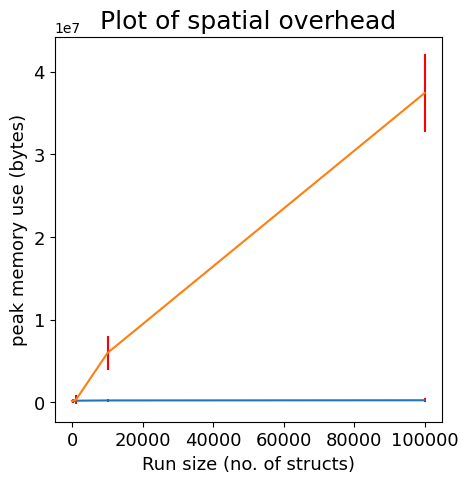 Plot of spatial overhead
1e7
4
3
2
1
0
peak memory use (bytes)
0 20000 40000 60000 80000 100000
Run size (no. of structs)